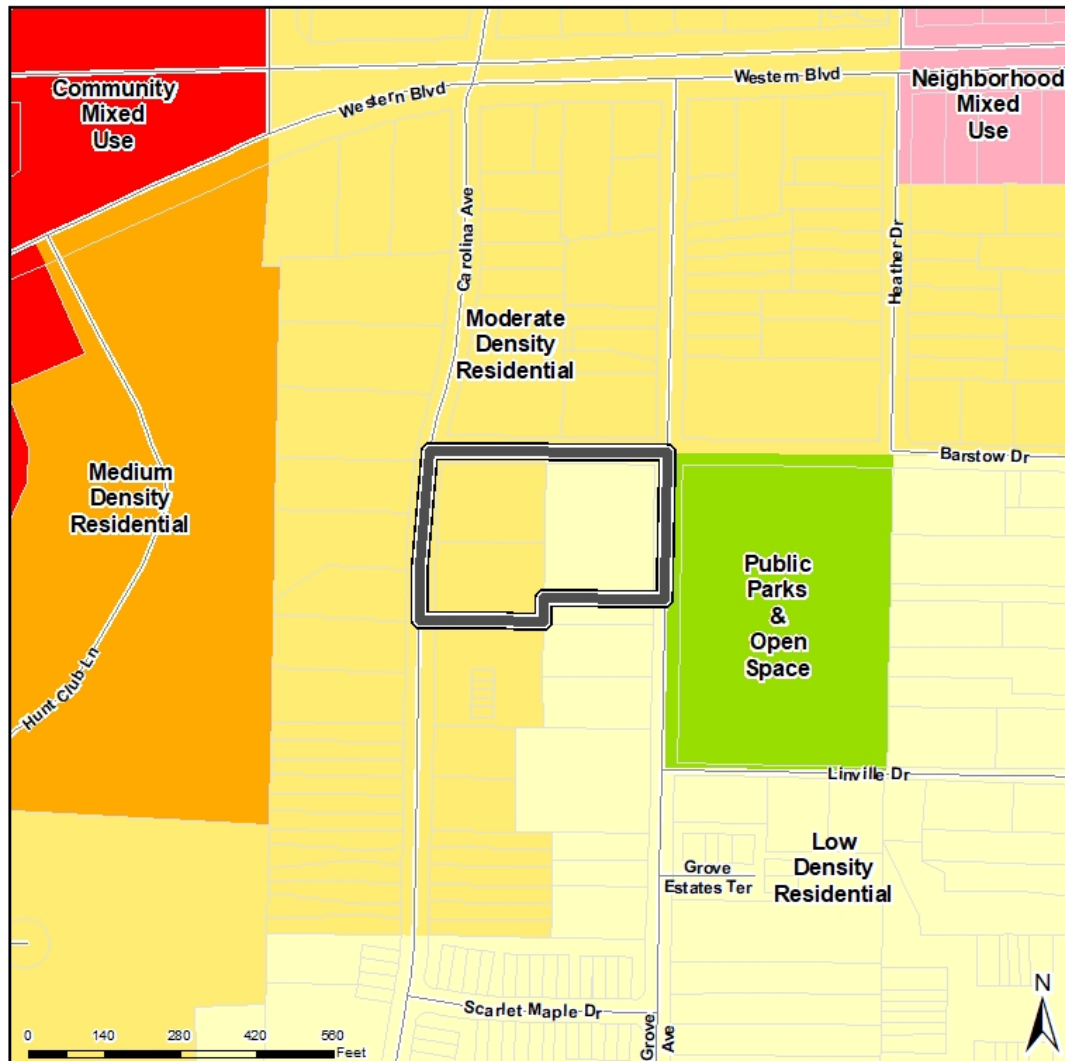 Community
Mixed
Use
Western Blvd
Western Blvd
Neighborhood
Mixed
Use
Carolina Ave
Heather Dr
Moderate
Density
Residential
Barstow Dr
Medium
Density
Residential
Public
Parks
&
Open
Space
Hunt Club Ln
Linville Dr
Low
Density
Residential
Grove
Estates Ter
Scarlet Maple Dr
Grove
Ave
N
0 140 280 420 560
Feet